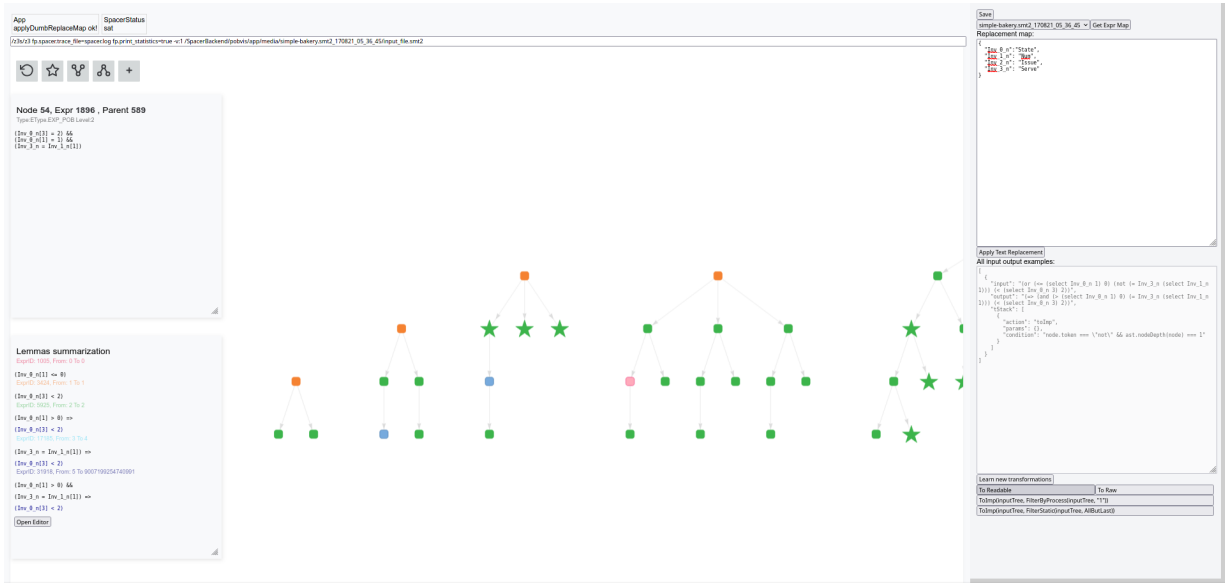 App
applyDumbReplaceMap ok!
SpacerStatus
sat
/z3s/z3 fp.spacer.trace_file=spacer.log fp.print_statistics=true -v:1 /SpacerBackend/pobvis/app/media/simple-bakery.smt2_170821_05_36_45/input_file.smt2
+
Node 54, Expr 1896 , Parent 589
Type:EType.EXP_POB Level:2
(Inv_0_n[3] = 2) &&
(Inv_0_n[1] = 1) &&
(Inv_3_n = Inv_1_n[1])
Lemmas summarization
ExprID: 1005, From: 0 To 0
(Inv_0_n[1] <= 0)
ExprID: 3424, From: 1 To 1
(Inv_0_n[3] < 2)
ExprID: 5925, From: 2 To 2
(Inv_0_n[1] > 0) =>
(Inv_0_n[3] < 2)
ExprID: 17165, From: 3 To 4
(Inv_3_n = Inv_1_n[1]) =>
(Inv_0_n[3] < 2)
ExprID: 31918, From: 5 To 9007199254740991
(Inv_0_n[1] > 0) &&
(Inv_3_n = Inv_1_n[1]) =>
(Inv_0_n[3] < 2)
Open Editor
Save
simple-bakery.smt2_170821_05_36_45
Get Expr Map
Replacement map:
{
"Inv_0_n":"State",
"Inv_1_n": "Num",
"Inv_2_n": "Issue",
"Inv_3_n": "Serve"
}
Apply Text Replacement
All input output examples:
[
{
"input": "(or (<= (select Inv_0_n 1) 0) (not (= Inv_3_n (select Inv_1_n
1))) (< (select Inv_0_n 3) 2))",
"output": "(=> (and (> (select Inv_0_n 1) 0) (= Inv_3_n (select Inv_1_n
1))) (< (select Inv_0_n 3) 2))",
"tStack": [
{
"action": "toImp",
"params": {},
"condition": "node.token === \"not\" && ast.nodeDepth(node) === 1"
}
]
}
]
Learn new transformations
To Readable
To Raw
ToImp(inputTree, FilterByProcess(inputTree, "1"))
ToImp(inputTree, FilterStatic(inputTree, AllButLast))